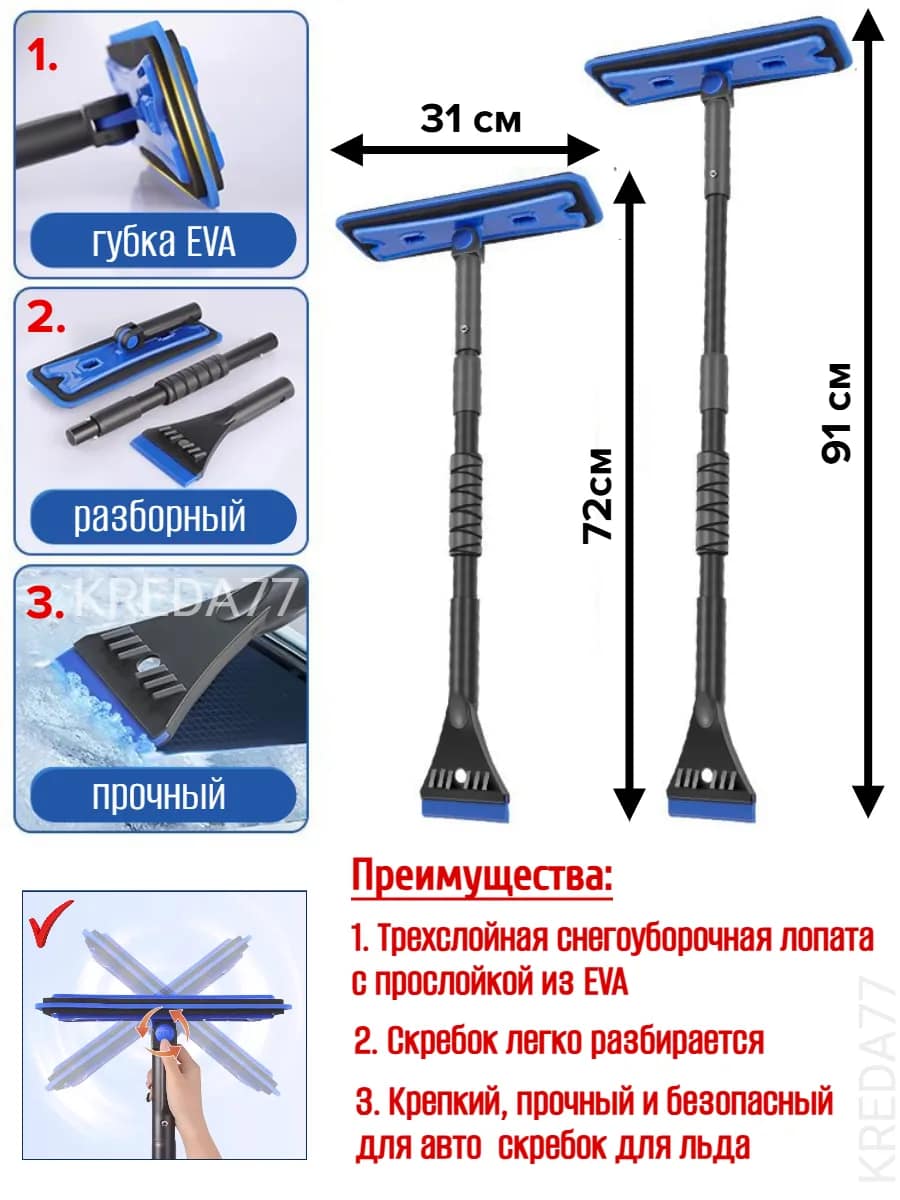 1.
губка EVA
2.
разборный
3.
KREDA77
прочный
31 см
72см
91 см
Преимущества:
1. Трехслойная снегоуборочная лопата
с прослойкой из EVA
2. Скребок легко разбирается
3. Крепкий, прочный и безопасный
для авто скребок для льда
KREDA77